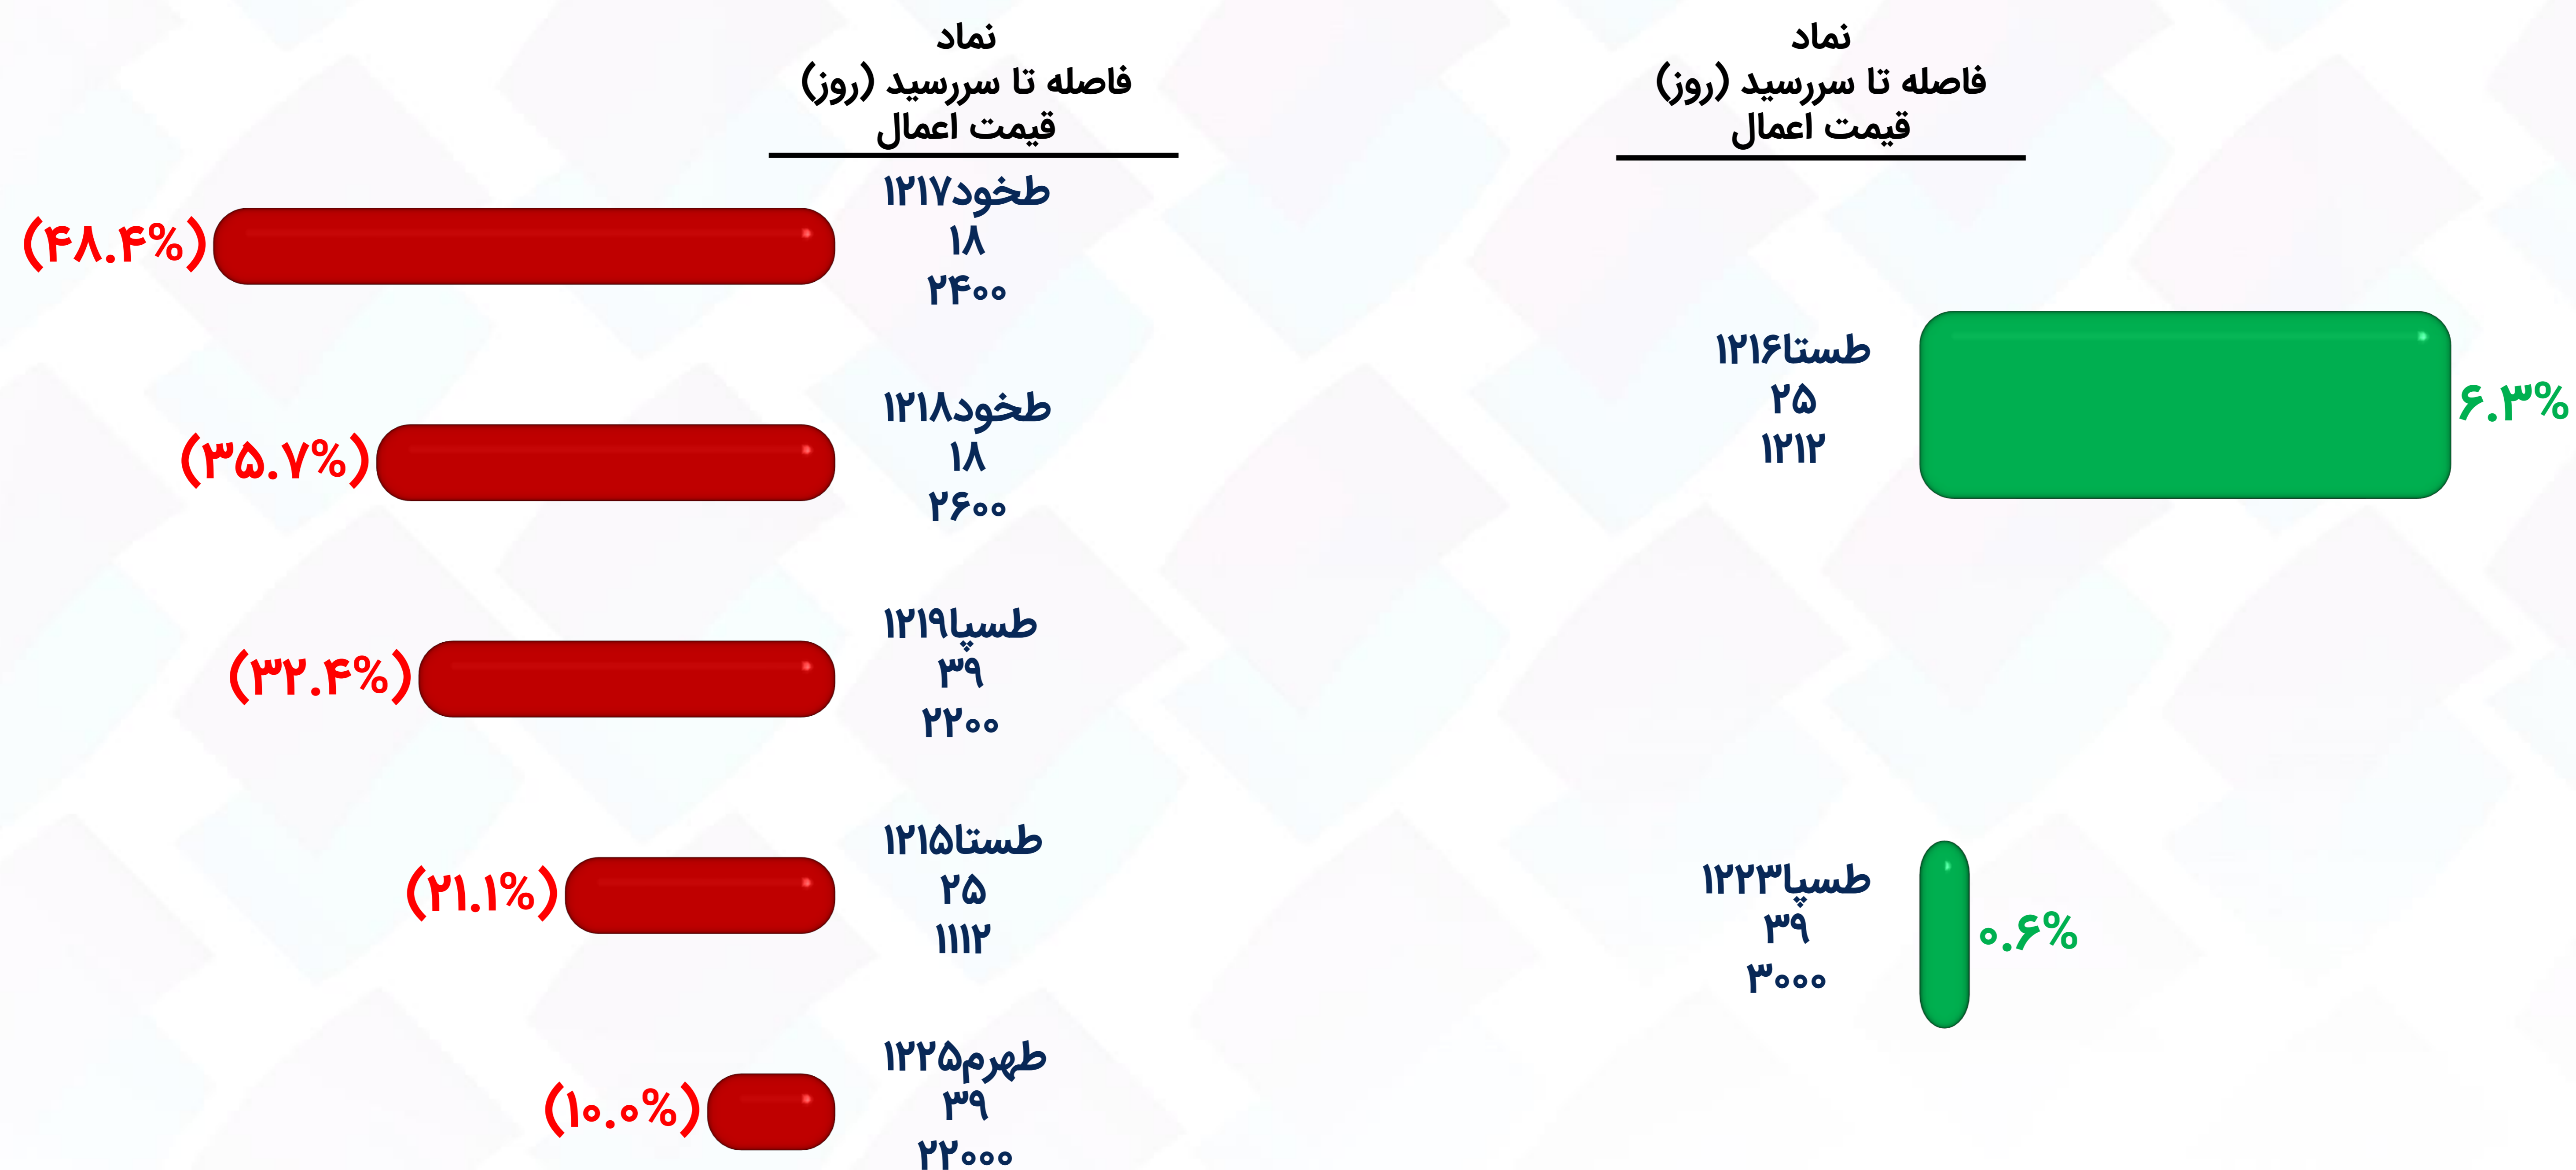 نماد
فاصله تا سررسید (روز)
قیمت اعمال
طستا۱۲۱۶
۲۵
۱۲۱۲
۶.۳%
طسپا۱۲۲۳
۳۹
۳۰۰۰
۰.۶%
نماد
فاصله تا سررسید (روز)
قیمت اعمال
طخود۱۲۱۷
۱۸
۲۴۰۰
(۴۸.۴%)
طخود۱۲۱۸
۱۸
۲۶۰۰
(۳۵.۷%)
طسپا۱۲۱۹
۳۹
۲۲۰۰
(۳۲.۴%)
طستا۱۲۱۵
۲۵
۱۱۱۲
(۲۱.۱%)
طهرم۱۲۲۵
۳۹
۲۲۰۰۰
(۱۰.۰%)